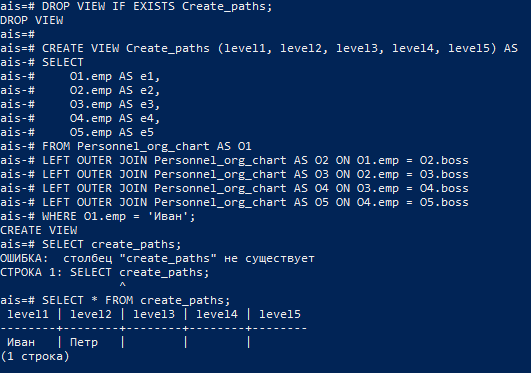 ais=# DROP VIEW IF EXISTS Create_paths;
DROP VIEW
ais=#
ais=# CREATE VIEW Create_paths (level1, level2, level3, level4, level5) AS
ais-# SELECT
ais-#     O1.emp AS e1,
ais-#     O2.emp AS e2,
ais-#     O3.emp AS e3,
ais-#     O4.emp AS e4,
ais-#     O5.emp AS e5
ais-# FROM Personnel_org_chart AS O1
ais-# LEFT OUTER JOIN Personnel_org_chart AS O2 ON O1.emp = O2.boss
ais-# LEFT OUTER JOIN Personnel_org_chart AS O3 ON O2.emp = O3.boss
ais-# LEFT OUTER JOIN Personnel_org_chart AS O4 ON O3.emp = O4.boss
ais-# LEFT OUTER JOIN Personnel_org_chart AS O5 ON O4.emp = O5.boss
ais-# WHERE O1.emp = 'Иван';
CREATE VIEW
ais=# SELECT create_paths;
ОШИБКА:  столбец "create_paths" не существует
СТРОКА 1: SELECT create_paths;
                 ^
ais=# SELECT * FROM create_paths;
 level1 | level2 | level3 | level4 | level5
--------+--------+--------+--------+--------
 Иван   | Петр   |        |        |
(1 строка)